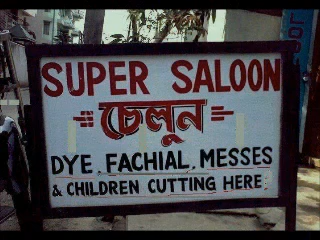 SUPER SALOON
= চেলুন =
DYE, FACHIAL, MESSES
& CHILDREN CUTTING HERE :